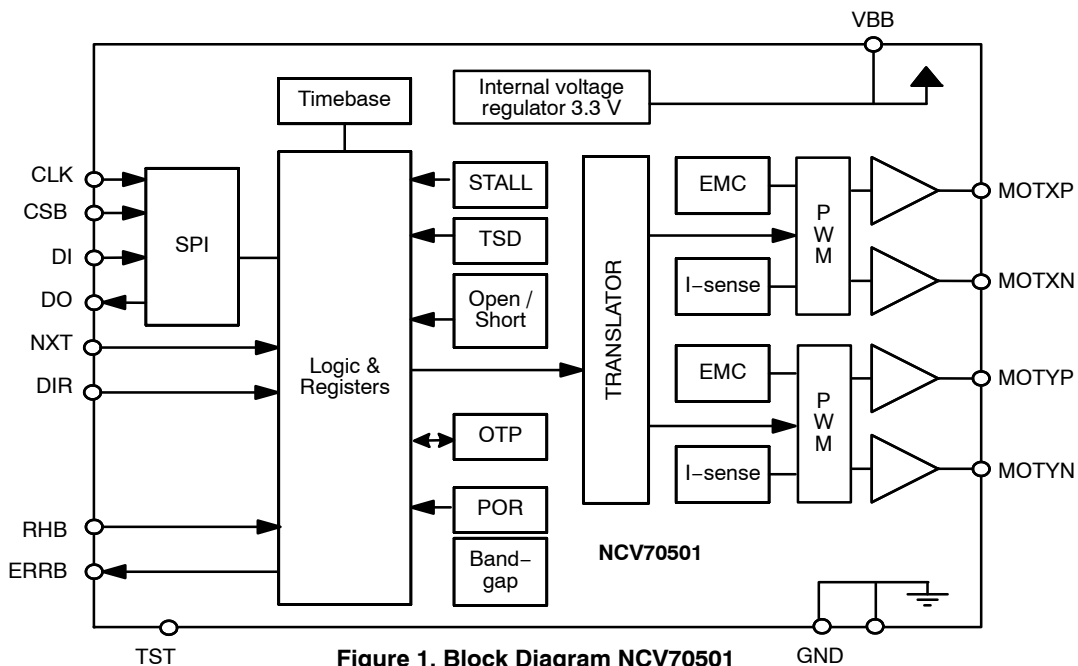 VBB
Timebase
Internal voltage
regulator 3.3 V
CLK
CSB
DI
DO
NXT
DIR
RHB
ERRB
SPI
Logic &
Registers
STALL
TSD
Open /
Short
OTP
POR
Band–
gap
TRANSLATOR
EMC
I–sense
PWM
EMC
I–sense
PWM
MOTXP
MOTXN
MOTYP
MOTYN
NCV70501
TST
GND
Figure 1. Block Diagram NCV70501